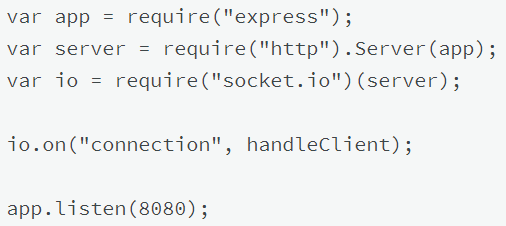 var app = require("express");
var server = require("http").Server(app);
var io = require("socket.io")(server);
io.on("connection", handleClient);
app.listen(8080);